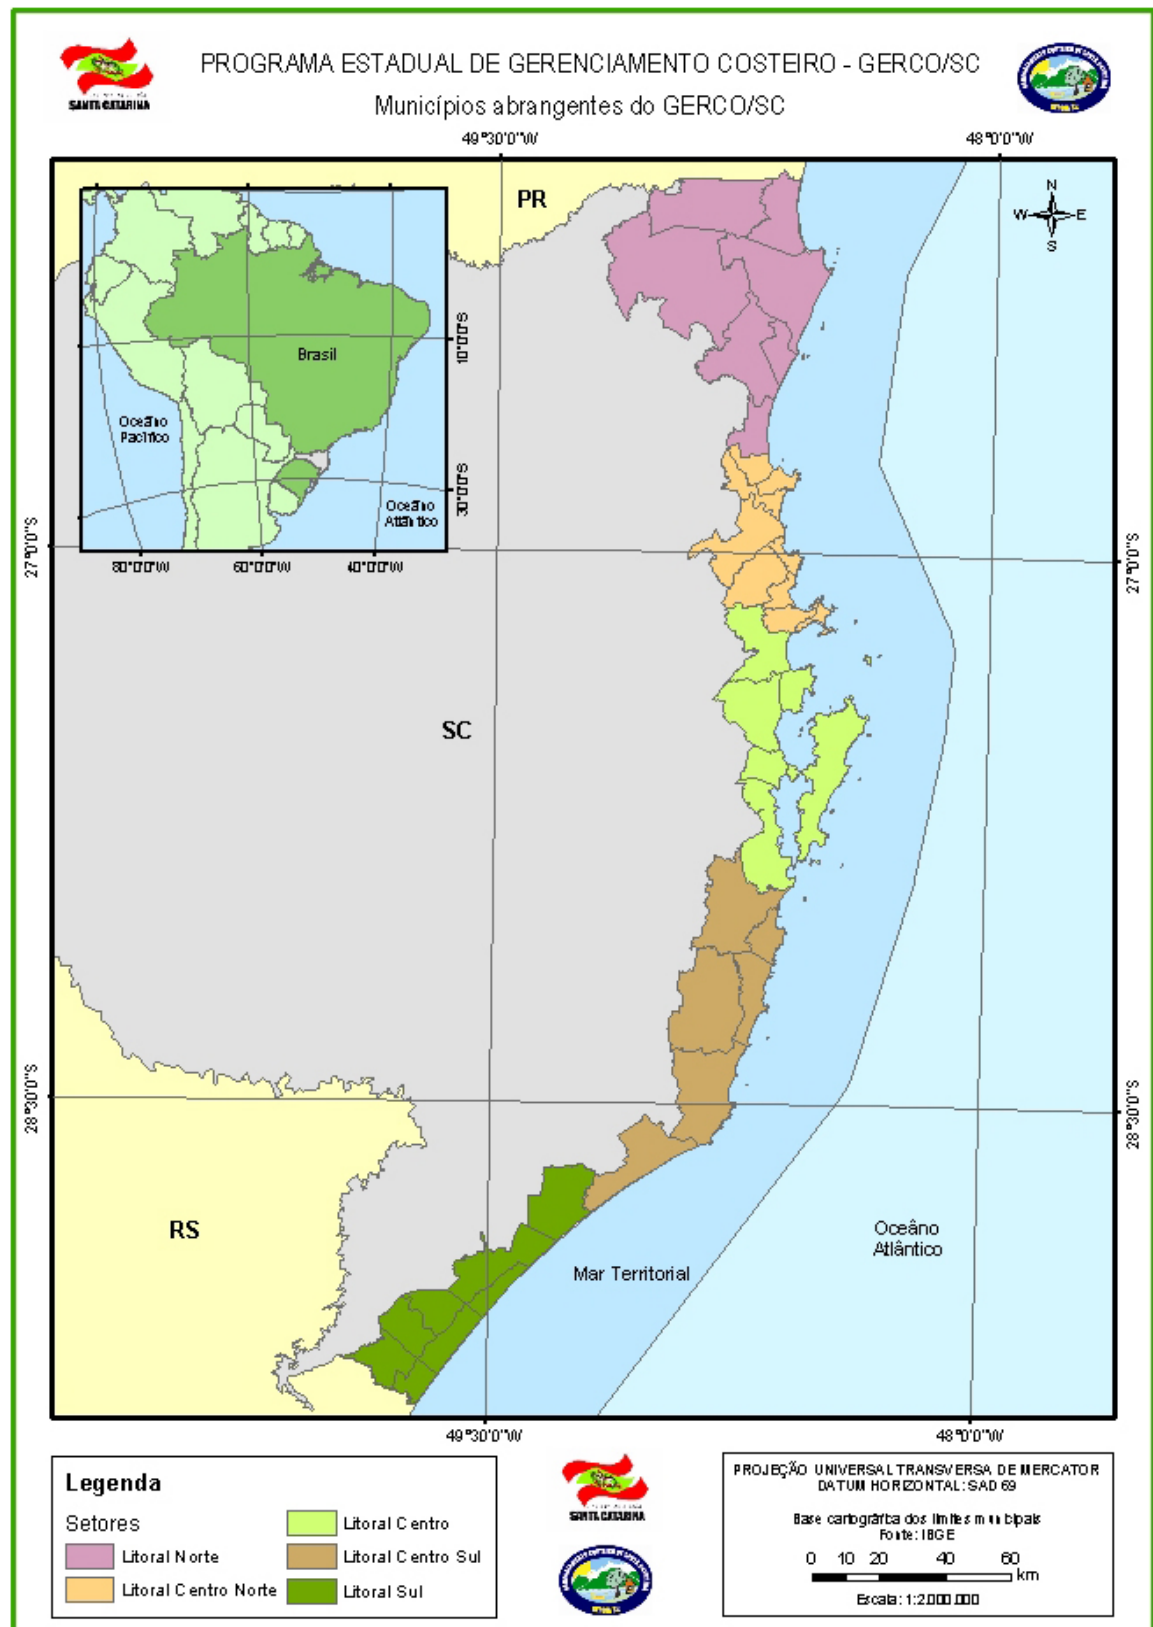 PROGRAMA ESTADUAL DE GERENCIAMENTO COSTEIRO - GERCO/SC
Municípios abrangentes do GERCO/SC
SANTA CATARINA
49°30'0"W
48°0'0"W
PR
N
W
E
S
Brasil
10°0'0"S
Oceâno
Pacífico
30°0'0"S
Oceâno
Atlântico
80°0'0"W
60°0'0"W
40°0'0"W
27°0'0"S
27°0'0"S
SC
28°30'0"S
28°30'0"S
RS
Oceâno
Atlântico
Mar Territorial
49°30'0"W
48°0'0"W
Legenda
Setores
Litoral Norte
Litoral Centro Norte
Litoral Centro
Litoral Centro Sul
Litoral Sul
SANTA CATARINA
PROJEÇÃO UNIVERSAL TRANSVERSA DE MERCATOR
DATUM HORIZONTAL: SAD 69
Base cartográfica dos limites municipais
Fonte: IBGE
0 10 20 40 60
km
Escala: 1:2.000.000